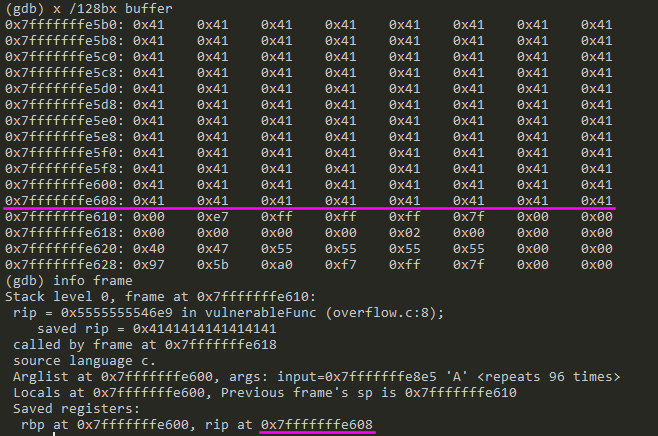 (gdb) x /128bx buffer
0x7fffffffe5b0: 0x41 0x41 0x41 0x41 0x41 0x41 0x41 0x41
0x7fffffffe5b8: 0x41 0x41 0x41 0x41 0x41 0x41 0x41 0x41
0x7fffffffe5c0: 0x41 0x41 0x41 0x41 0x41 0x41 0x41 0x41
0x7fffffffe5c8: 0x41 0x41 0x41 0x41 0x41 0x41 0x41 0x41
0x7fffffffe5d0: 0x41 0x41 0x41 0x41 0x41 0x41 0x41 0x41
0x7fffffffe5d8: 0x41 0x41 0x41 0x41 0x41 0x41 0x41 0x41
0x7fffffffe5e0: 0x41 0x41 0x41 0x41 0x41 0x41 0x41 0x41
0x7fffffffe5e8: 0x41 0x41 0x41 0x41 0x41 0x41 0x41 0x41
0x7fffffffe5f0: 0x41 0x41 0x41 0x41 0x41 0x41 0x41 0x41
0x7fffffffe5f8: 0x41 0x41 0x41 0x41 0x41 0x41 0x41 0x41
0x7fffffffe600: 0x41 0x41 0x41 0x41 0x41 0x41 0x41 0x41
0x7fffffffe608: 0x41 0x41 0x41 0x41 0x41 0x41 0x41 0x41
0x7fffffffe610: 0x00 0xe7 0xff 0xff 0xff 0x7f 0x00 0x00
0x7fffffffe618: 0x00 0x00 0x00 0x00 0x02 0x00 0x00 0x00
0x7fffffffe620: 0x40 0x47 0x55 0x55 0x55 0x55 0x00 0x00
0x7fffffffe628: 0x97 0x5b 0xa0 0xf7 0xff 0x7f 0x00 0x00
(gdb) info frame
Stack level 0, frame at 0x7fffffffe610:
rip = 0x5555555546e9 in vulnerableFunc (overflow.c:8);
saved rip = 0x4141414141414141
called by frame at 0x7fffffffe618
source language c.
Arglist at 0x7fffffffe600, args: input=0x7fffffffe8e5 'A' <repeats 96 times>
Locals at 0x7fffffffe600, Previous frame's sp is 0x7fffffffe610
Saved registers:
rbp at 0x7fffffffe600, rip at 0x7fffffffe608